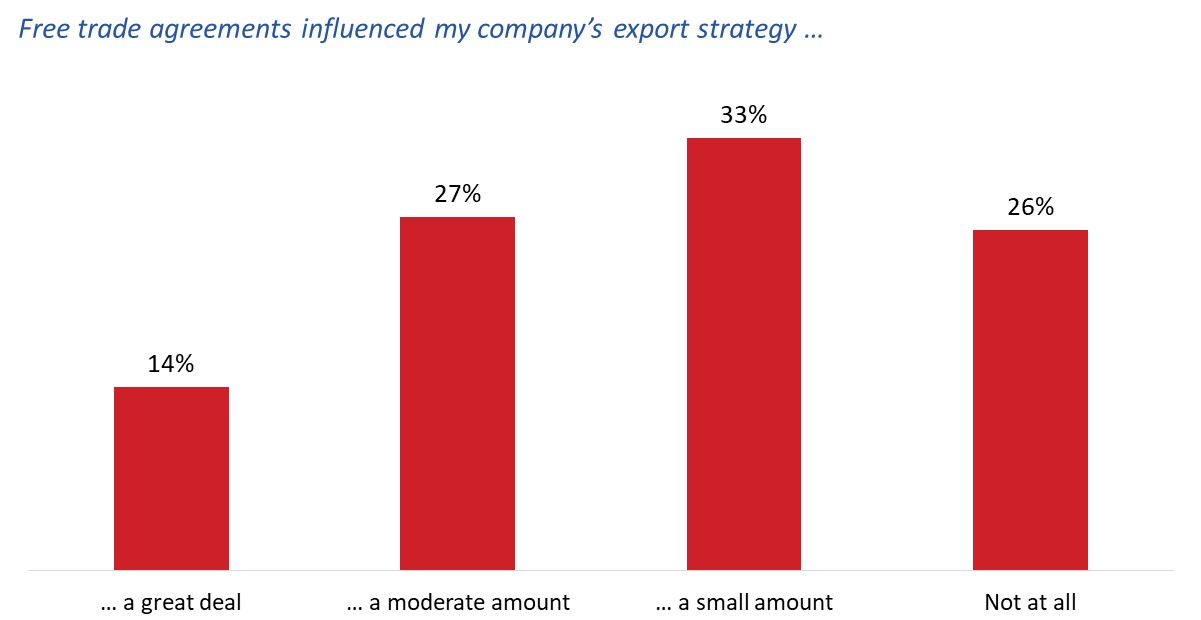 Free trade agreements influenced my company’s export strategy …
33%
27%
26%
14%
… a great deal
… a moderate amount
… a small amount
Not at all